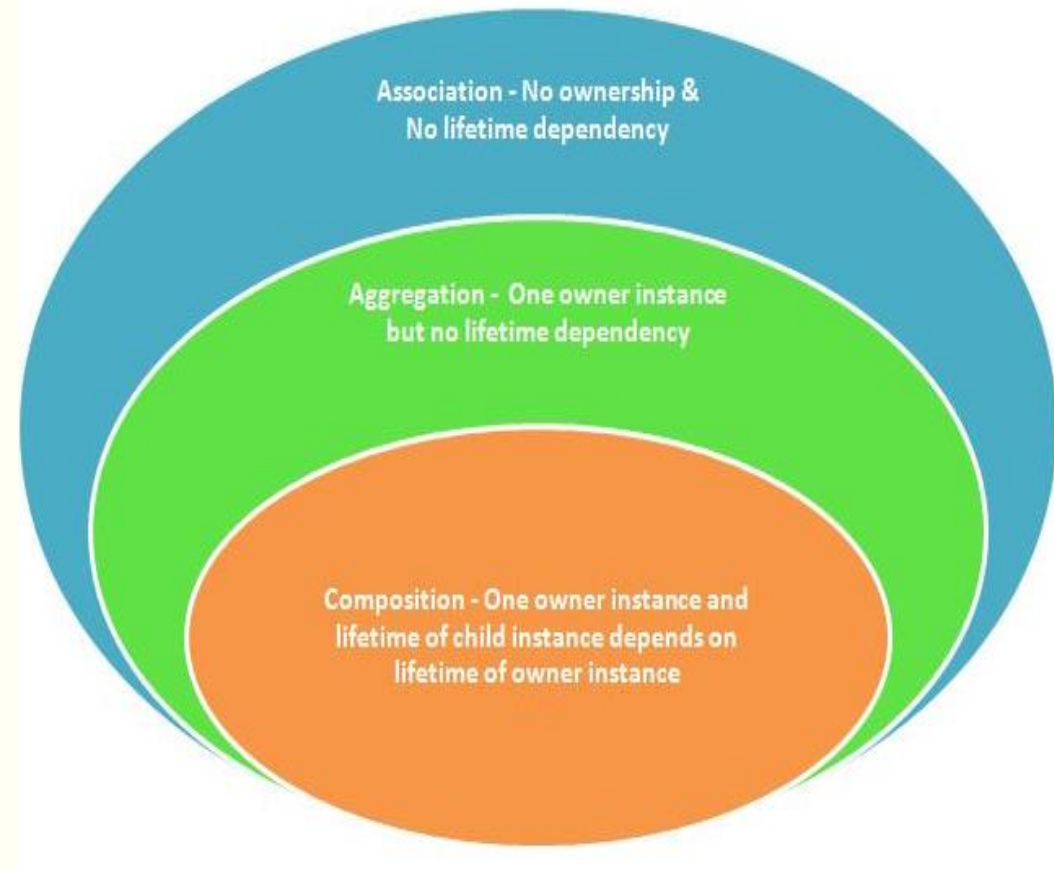 Association - No ownership &
No lifetime dependency
Aggregation - One owner instance
but no lifetime dependency
Composition - One owner instance and
lifetime of child instance depends on
lifetime of owner instance